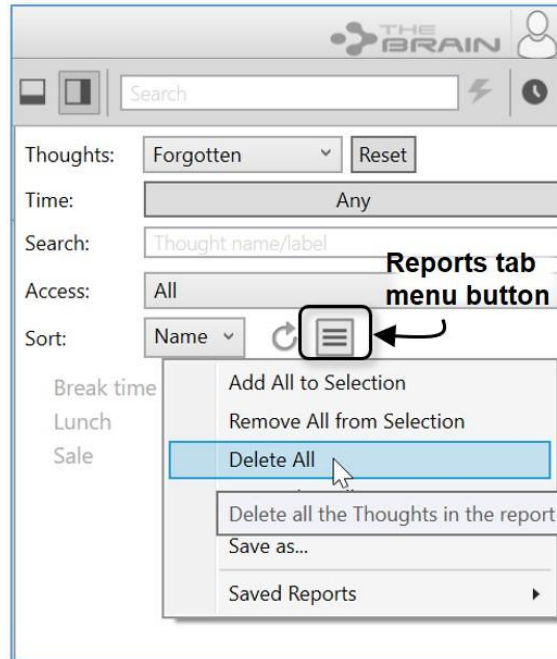 THE
BRAIN
Search
Thoughts: Forgotten Reset
Time: Any
Search: Thought name/label
Reports tab
Access: All menu button
Sort: Name
Break time Add All to Selection
Lunch Remove All from Selection
Sale Delete All
Delete all the Thoughts in the report
Save as...
Saved Reports